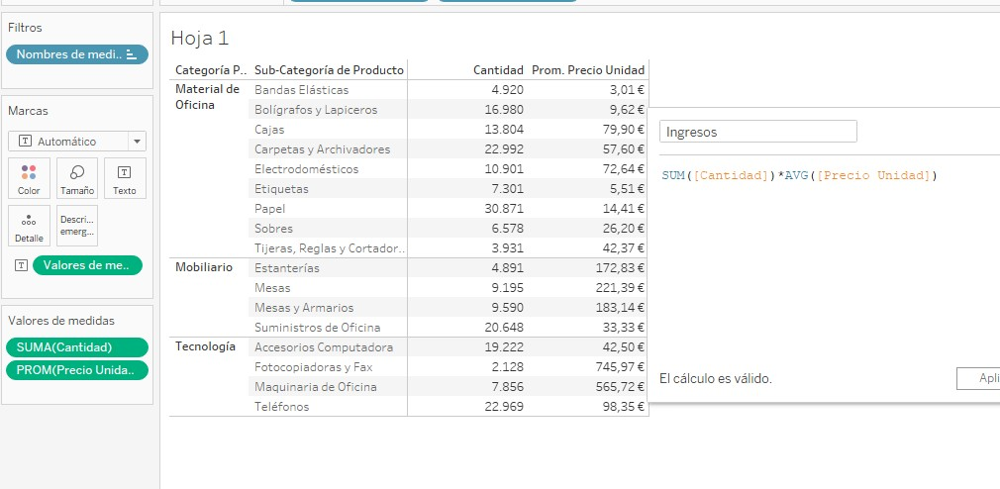 Filtros
Nombres de medi..
Marcas
Automático
Color
Tamaño
Texto
Detalle
Descri...
emerg...
Valores de me..
Valores de medidas
SUMA(Cantidad)
PROM(Precio Unida..
Hoja 1
Categoría P.. Sub-Categoría de Producto Cantidad Prom. Precio Unidad
Material de Oficina Bandas Elásticas 4.920 3,01 €
Bolígrafos y Lapiceros 16.980 9,62 €
Cajas 13.804 79,90 €
Carpetas y Archivadores 22.992 57,60 €
Electrodomésticos 10.901 72,64 €
Etiquetas 7.301 5,51 €
Papel 30.871 14,41 €
Sobres 6.578 26,20 €
Tijeras, Reglas y Cortador.. 3.931 42,37 €
Mobiliario Estanterías 4.891 172,83 €
Mesas 9.195 221,39 €
Mesas y Armarios 9.590 183,14 €
Suministros de Oficina 20.648 33,33 €
Tecnología Accesorios Computadora 19.222 42,50 €
Fotocopiadoras y Fax 2.128 745,97 €
Maquinaria de Oficina 7.856 565,72 €
Teléfonos 22.969 98,35 €
Ingresos
SUM([Cantidad])*AVG([Precio Unidad])
El cálculo es válido.
Apli